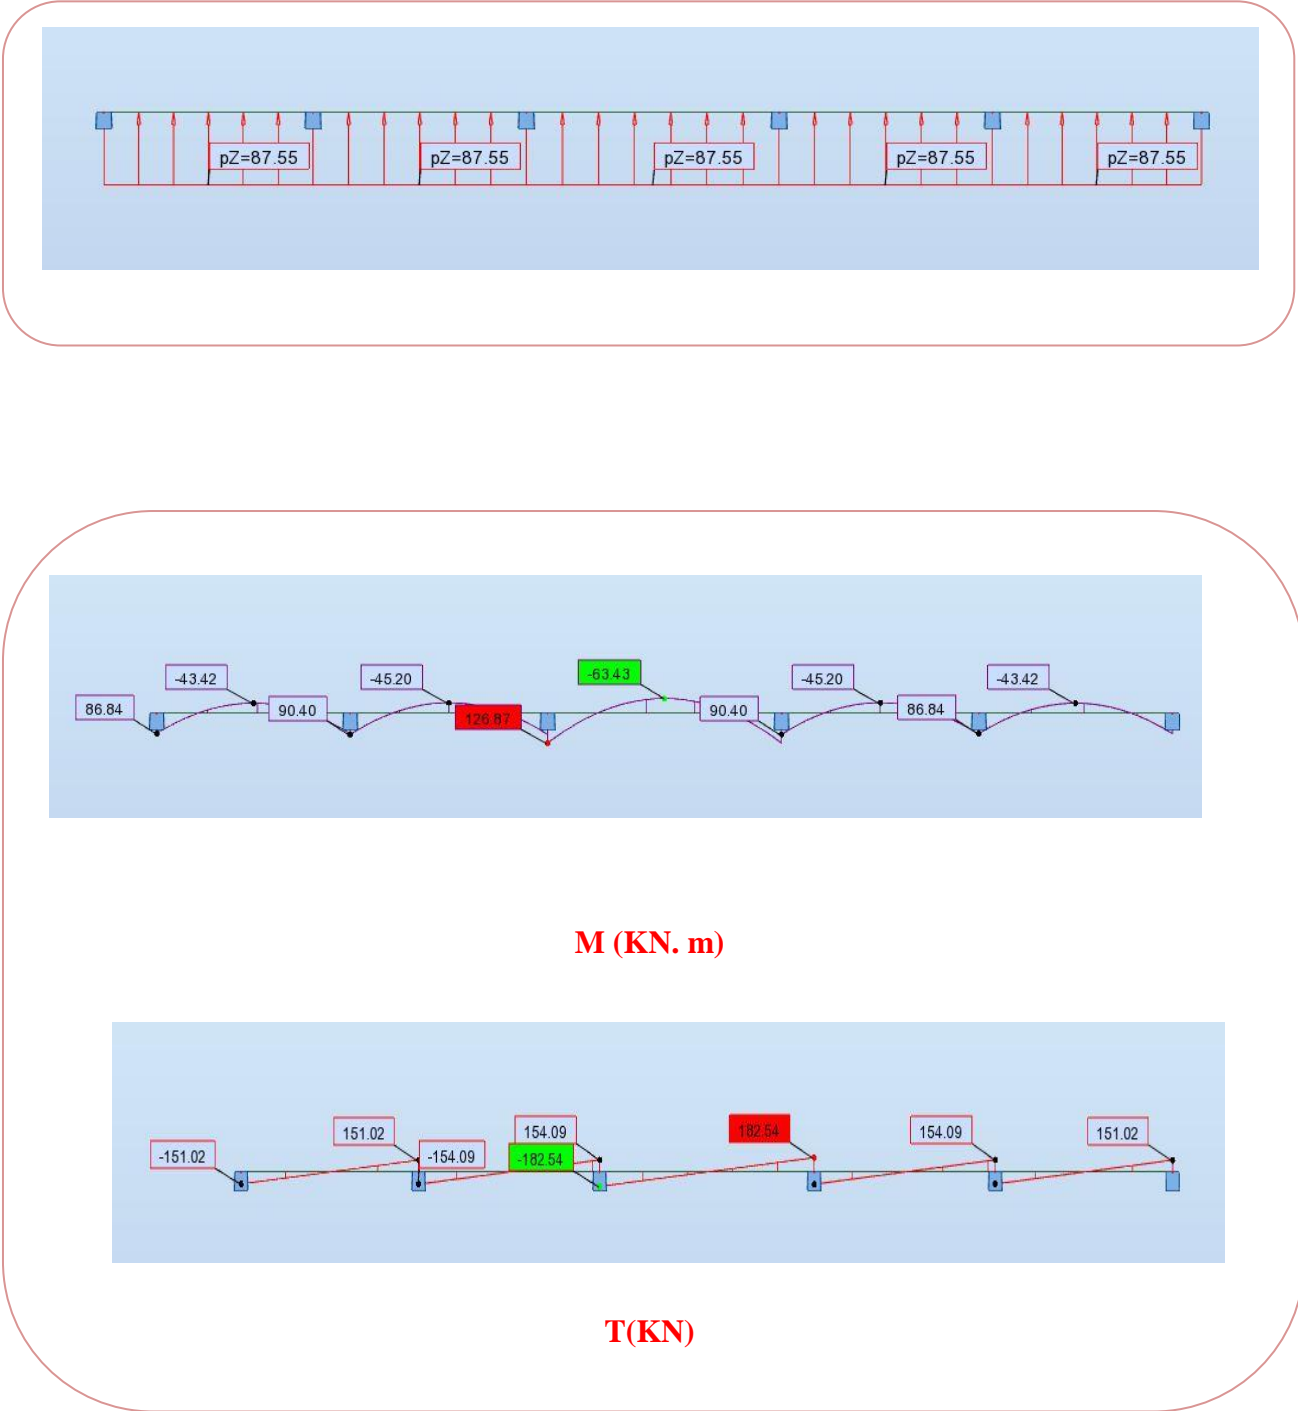 pZ=87.55 pZ=87.55 pZ=87.55 pZ=87.55 pZ=87.55
-43.42 -45.20 -63.43 -45.20 -43.42
86.84 90.40 126.87 90.40 86.84
M (KN. m)
151.02 154.09 182.54 154.09 151.02
-151.02 -154.09 -182.54
T(KN)